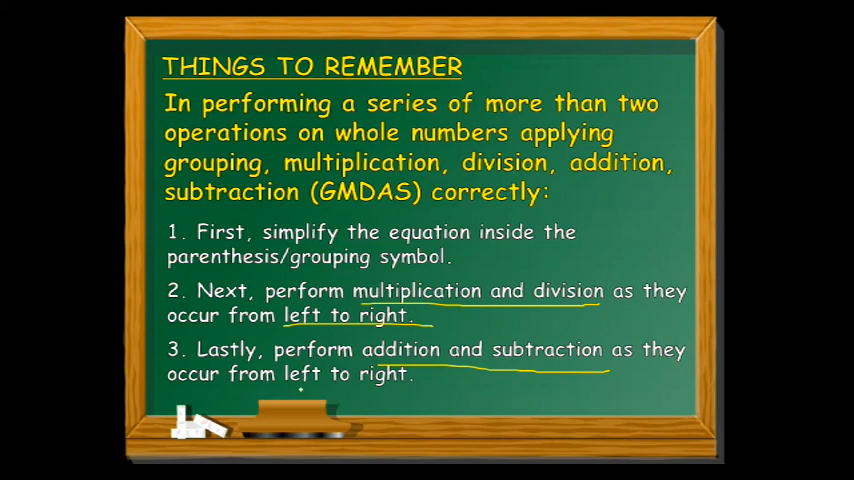 THINGS TO REMEMBER
In performing a series of more than two
operations on whole numbers applying
grouping, multiplication, division, addition,
subtraction (GMDAS) correctly:
1. First, simplify the equation inside the
parenthesis/grouping symbol.
2. Next, perform multiplication and division as they
occur from left to right.
3. Lastly, perform addition and subtraction as they
occur from left to right.